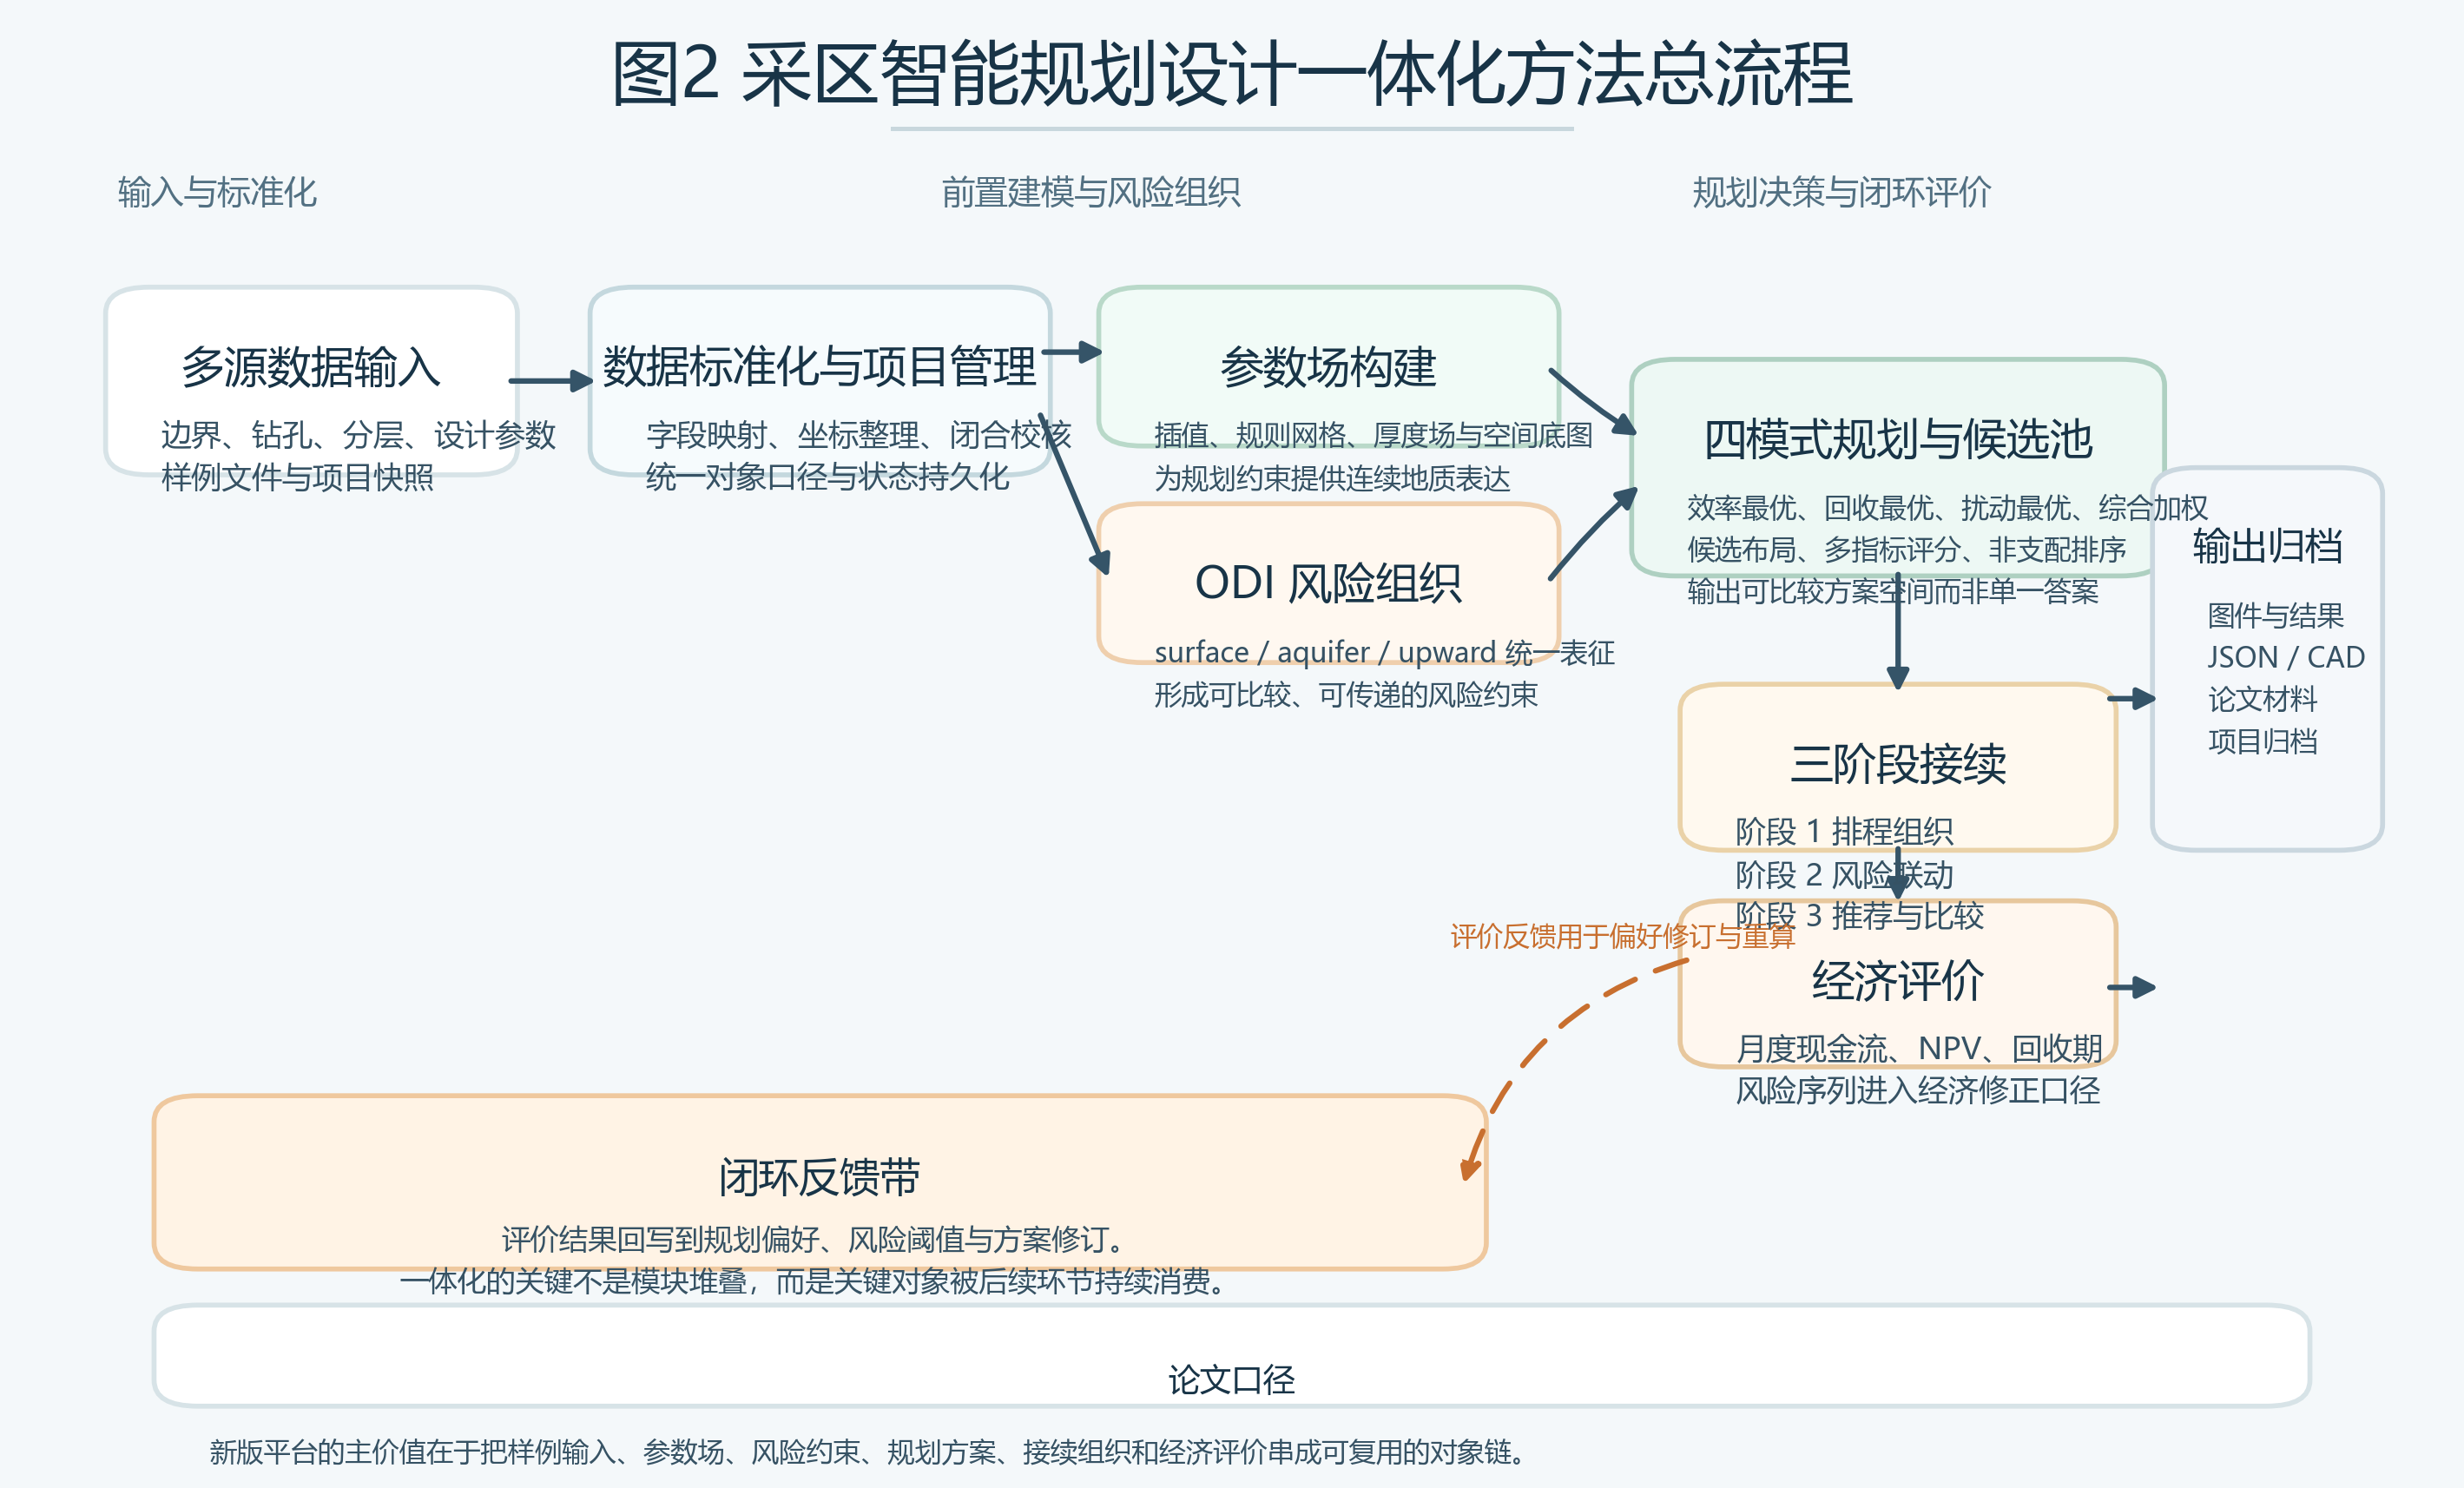 图2 采区智能规划设计一体化方法总流程
输入与标准化
前置建模与风险组织
规划决策与闭环评价
多源数据输入
边界、钻孔、分层、设计参数
样例文件与项目快照
数据标准化与项目管理
字段映射、坐标整理、闭合校核
统一对象口径与状态持久化
参数场构建
插值、规则网格、厚度场与空间底图
为规划约束提供连续地质表达
ODI 风险组织
surface / aquifer / upward 统一表征
形成可比较、可传递的风险约束
四模式规划与候选池
效率最优、回收最优、扰动最优、综合加权
候选布局、多指标评分、非支配排序
输出可比较方案空间而非单一答案
输出归档
图件与结果
JSON / CAD
论文材料
项目归档
三阶段接续
阶段 1 排程组织
阶段 2 风险联动
阶段 3 推荐与比较
评价反馈用于偏好修订与重算
经济评价
月度现金流、NPV、回收期
风险序列进入经济修正口径
闭环反馈带
评价结果回写到规划偏好、风险阈值与方案修订。
一体化的关键不是模块堆叠，而是关键对象被后续环节持续消费。
论文口径
新版平台的主价值在于把样例输入、参数场、风险约束、规划方案、接续组织和经济评价串成可复用的对象链。